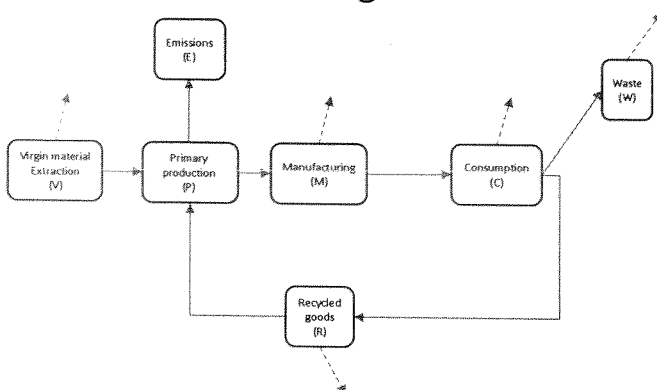 Emissions
(E)
Waste
(W)
Virgin material
Extraction
(V)
Primary
production
(P)
Manufacturing
(M)
Consumption
(C)
Recycled
goods
(R)